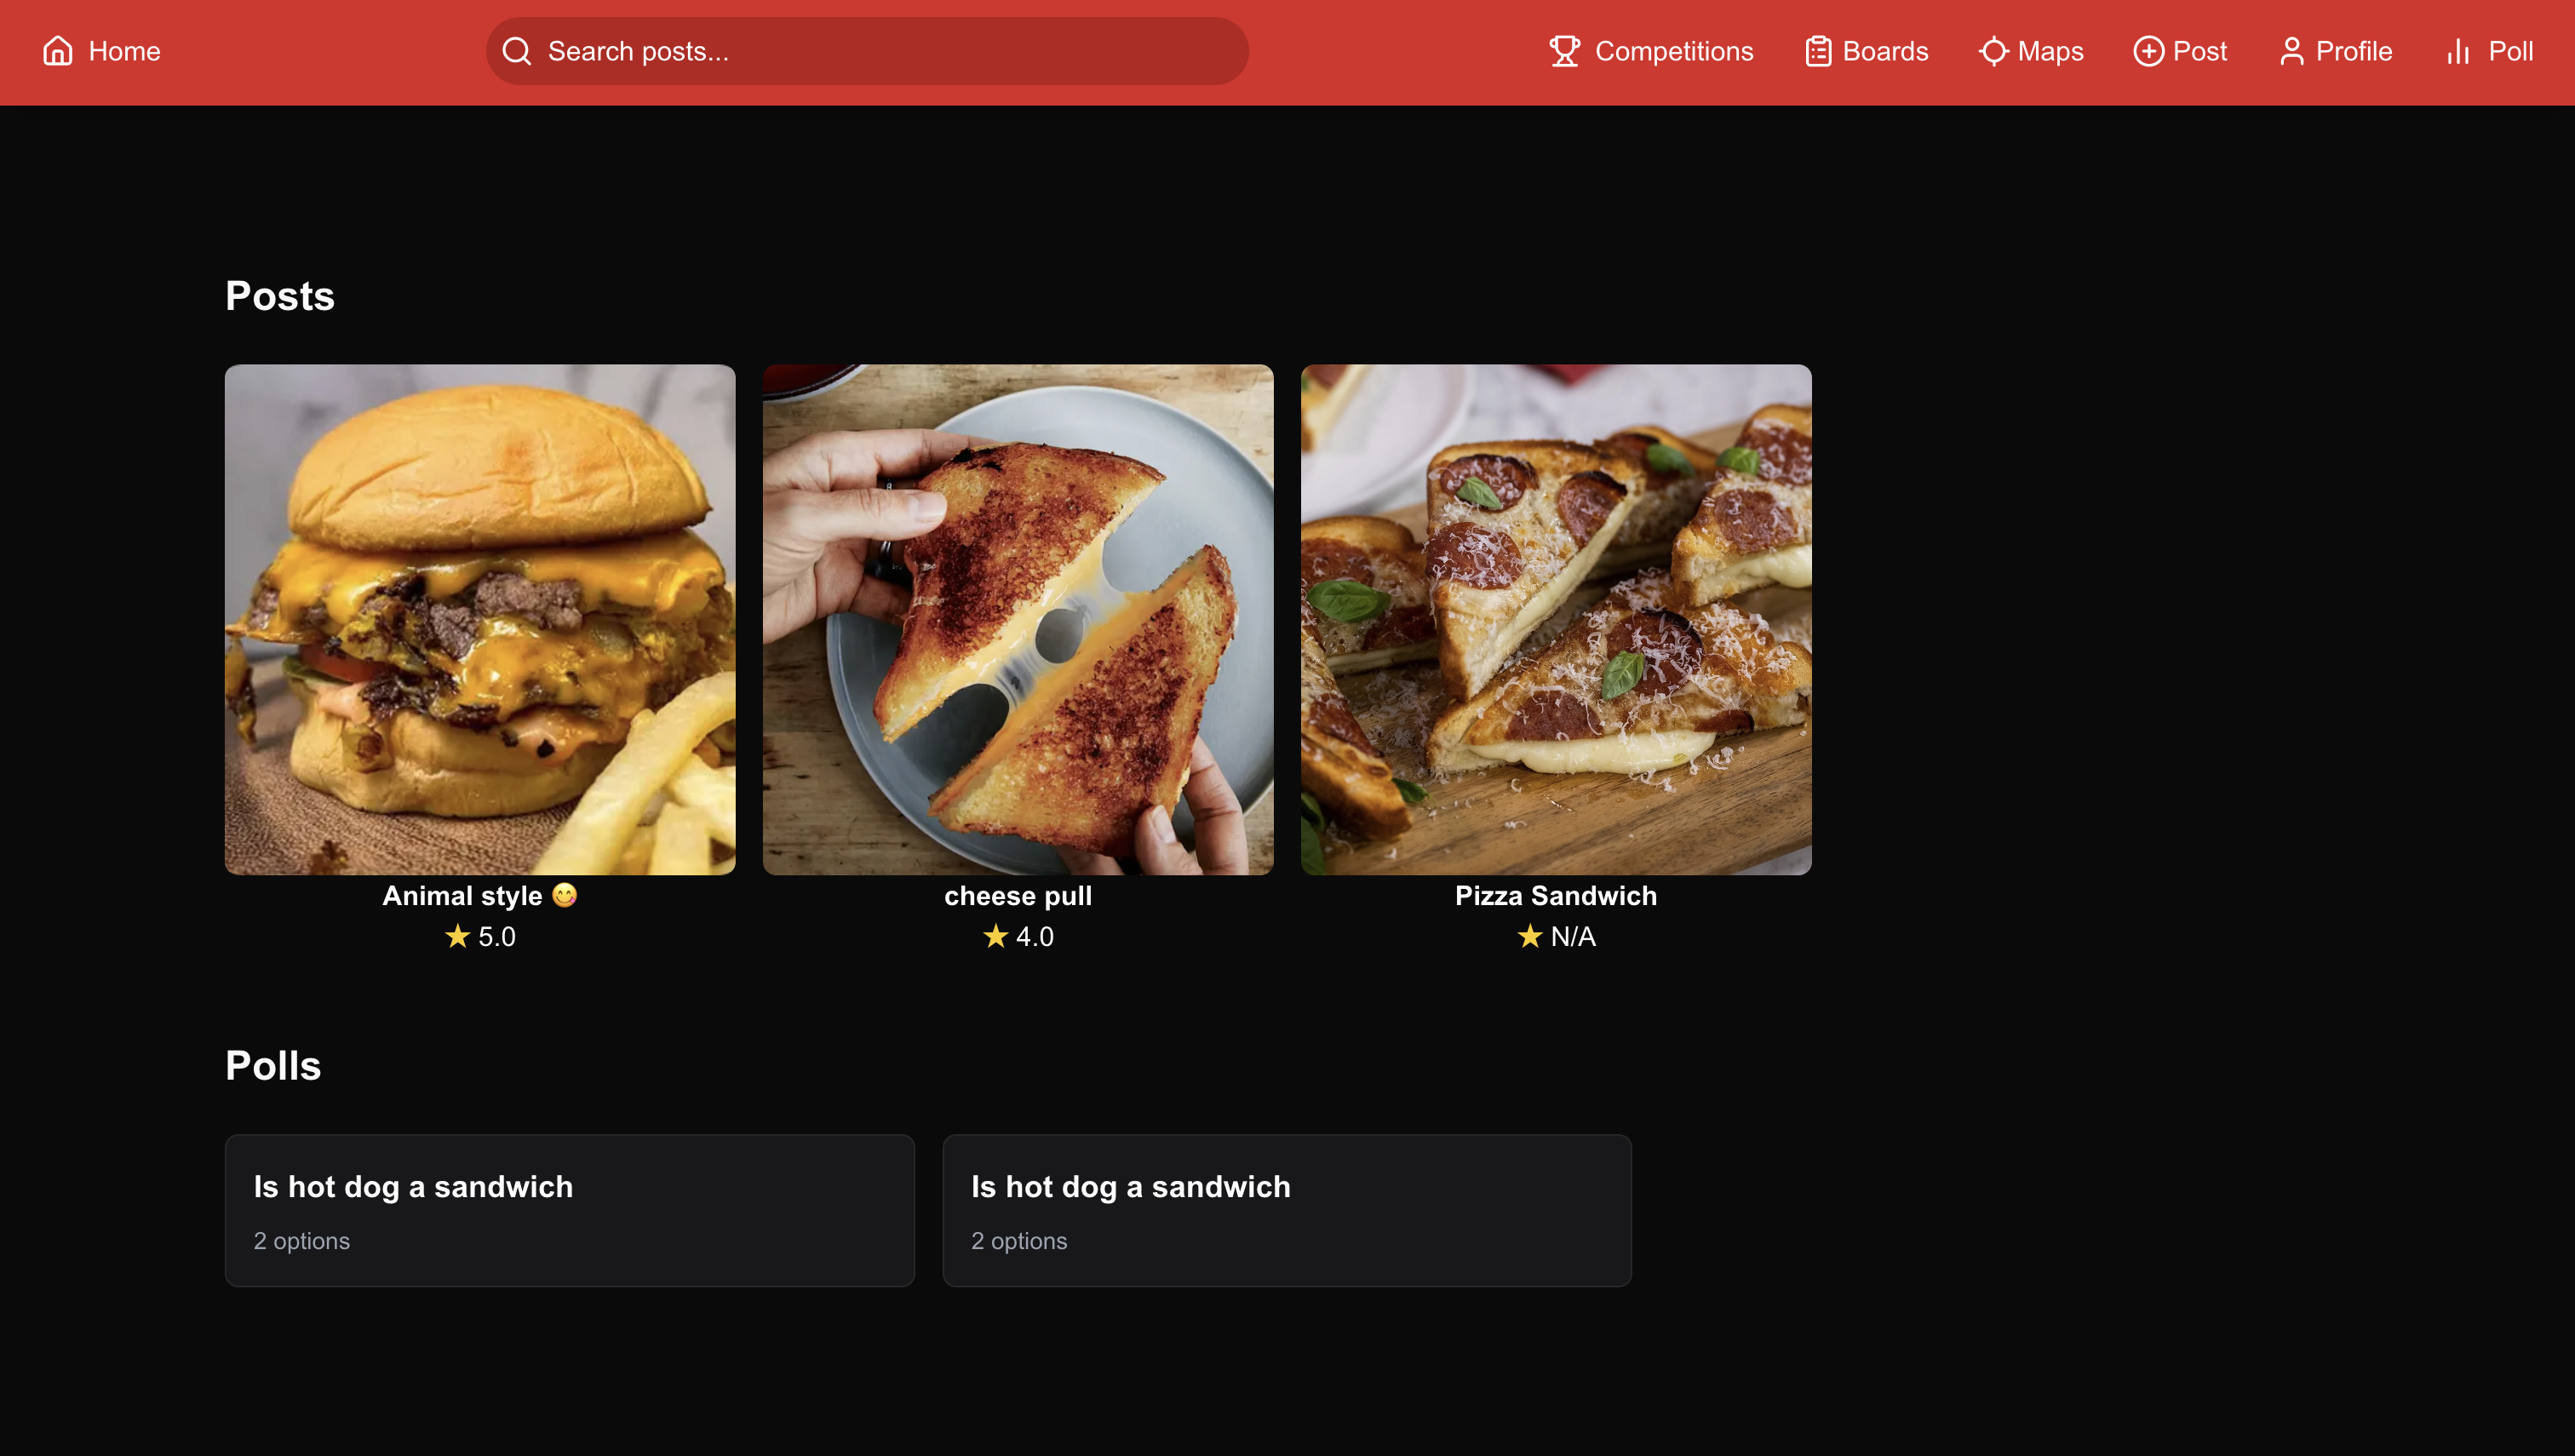 Home
Search posts...
Competitions
Boards
Maps
Post
Profile
Poll
Posts
Animal style 😋
★ 5.0
cheese pull
★ 4.0
Pizza Sandwich
★ N/A
Polls
Is hot dog a sandwich
2 options
Is hot dog a sandwich
2 options